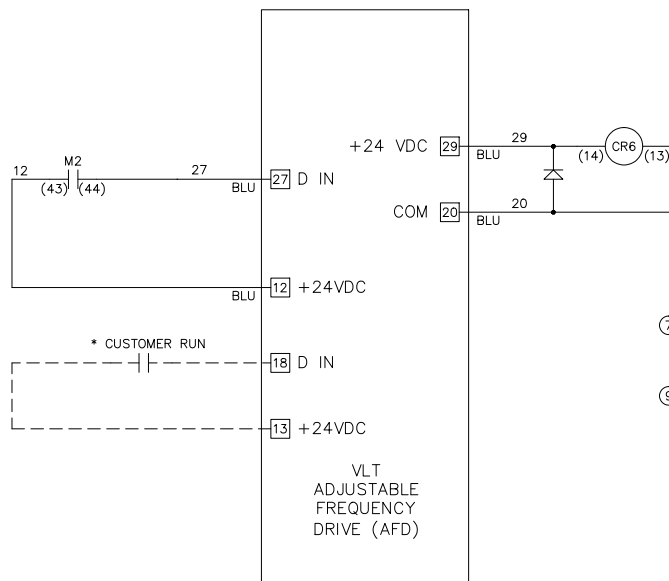 +24 VDC 29 BLU 29 (14) CR6 (13)
12 M2 (43) (44) 27 BLU 27 D IN
COM 20 BLU 20
BLU 12 +24VDC
* CUSTOMER RUN
18 D IN
13 +24VDC
VLT
ADJUSTABLE
FREQUENCY
DRIVE (AFD)